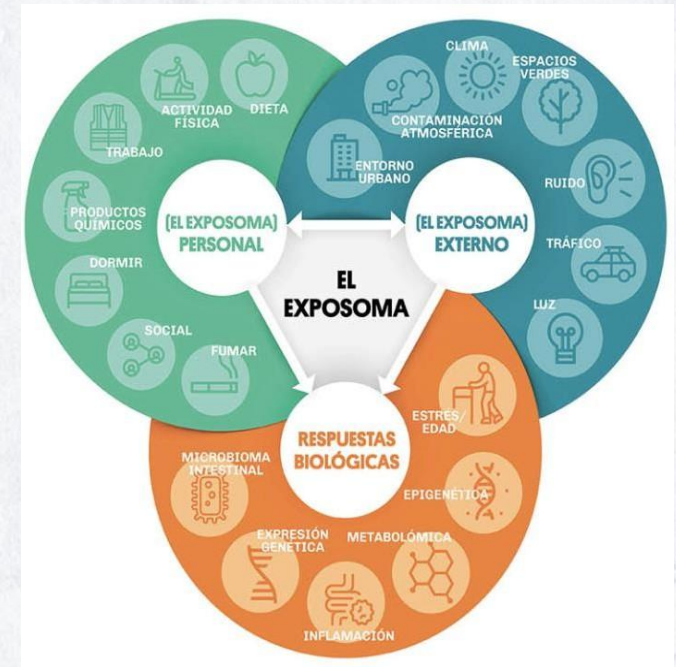 EL
EXPOSOMA
(EL EXPOSOMA)
PERSONAL
DIETA
ACTIVIDAD
FÍSICA
TRABAJO
PRODUCTOS
QUÍMICOS
DORMIR
SOCIAL
FUMAR
(EL EXPOSOMA)
EXTERNO
CLIMA
ESPACIOS
VERDES
CONTAMINACIÓN
ATMOSFÉRICA
ENTORNO
URBANO
RUIDO
TRÁFICO
LUZ
RESPUESTAS
BIOLÓGICAS
ESTRES/
EDAD
EPIGENÉTICA
METABOLÓMICA
INFLAMACIÓN
EXPRESIÓN
GENÉTICA
MICROBIOMA
INTESTINAL